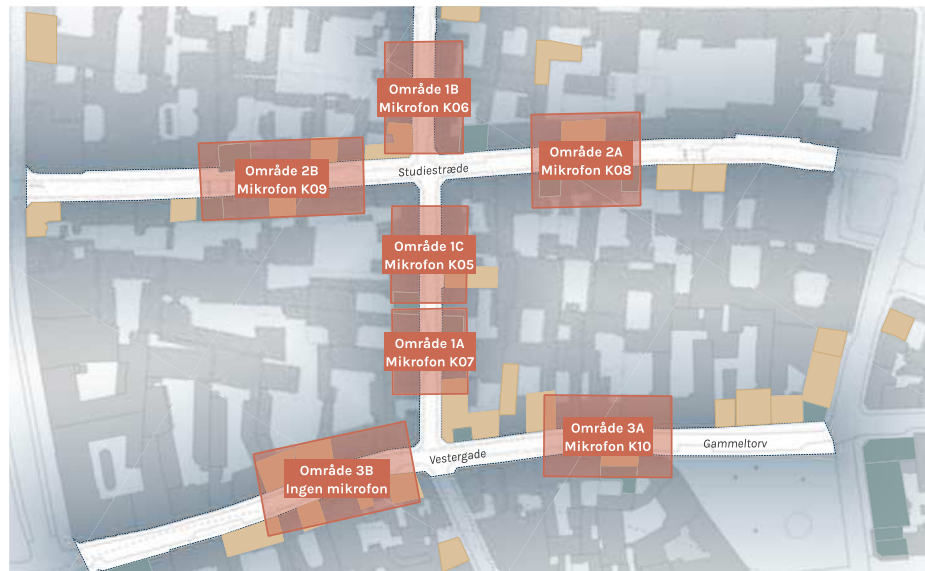 Område 1B
Mikrofon K06
Område 2A
Mikrofon K08
Studiestræde
Område 2B
Mikrofon K09
Område 1C
Mikrofon K05
Område 1A
Mikrofon K07
Område 3A
Mikrofon K10
Gammeltorv
Vestergade
Område 3B
Ingen mikrofon